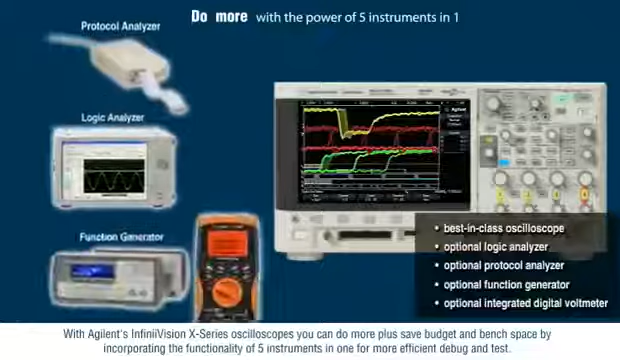 Do more with the power of 5 instruments in 1
Protocol Analyzer
Logic Analyzer
Function Generator
Agilent
• best-in-class oscilloscope
• optional logic analyzer
• optional protocol analyzer
• optional function generator
• optional integrated digital voltmeter
With Agilent's InfiniiVision X-Series oscilloscopes you can do more plus save budget and bench space by
incorporating the functionality of 5 instruments in one for more efficient debug and test.